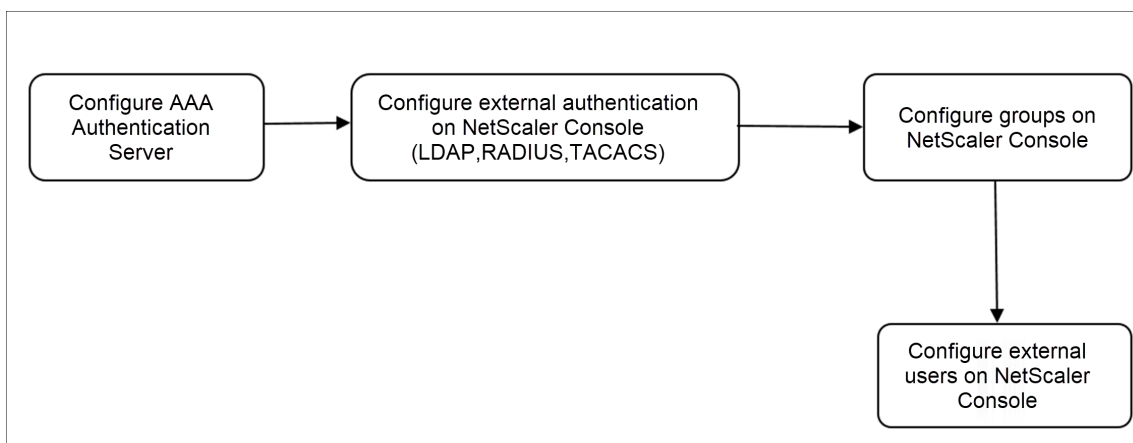 Configure AAA
Authentication
Server
Configure external authentication
on NetScaler Console
(LDAP,RADIUS,TACACS)
Configure groups on
NetScaler Console
Configure external
users on NetScaler
Console